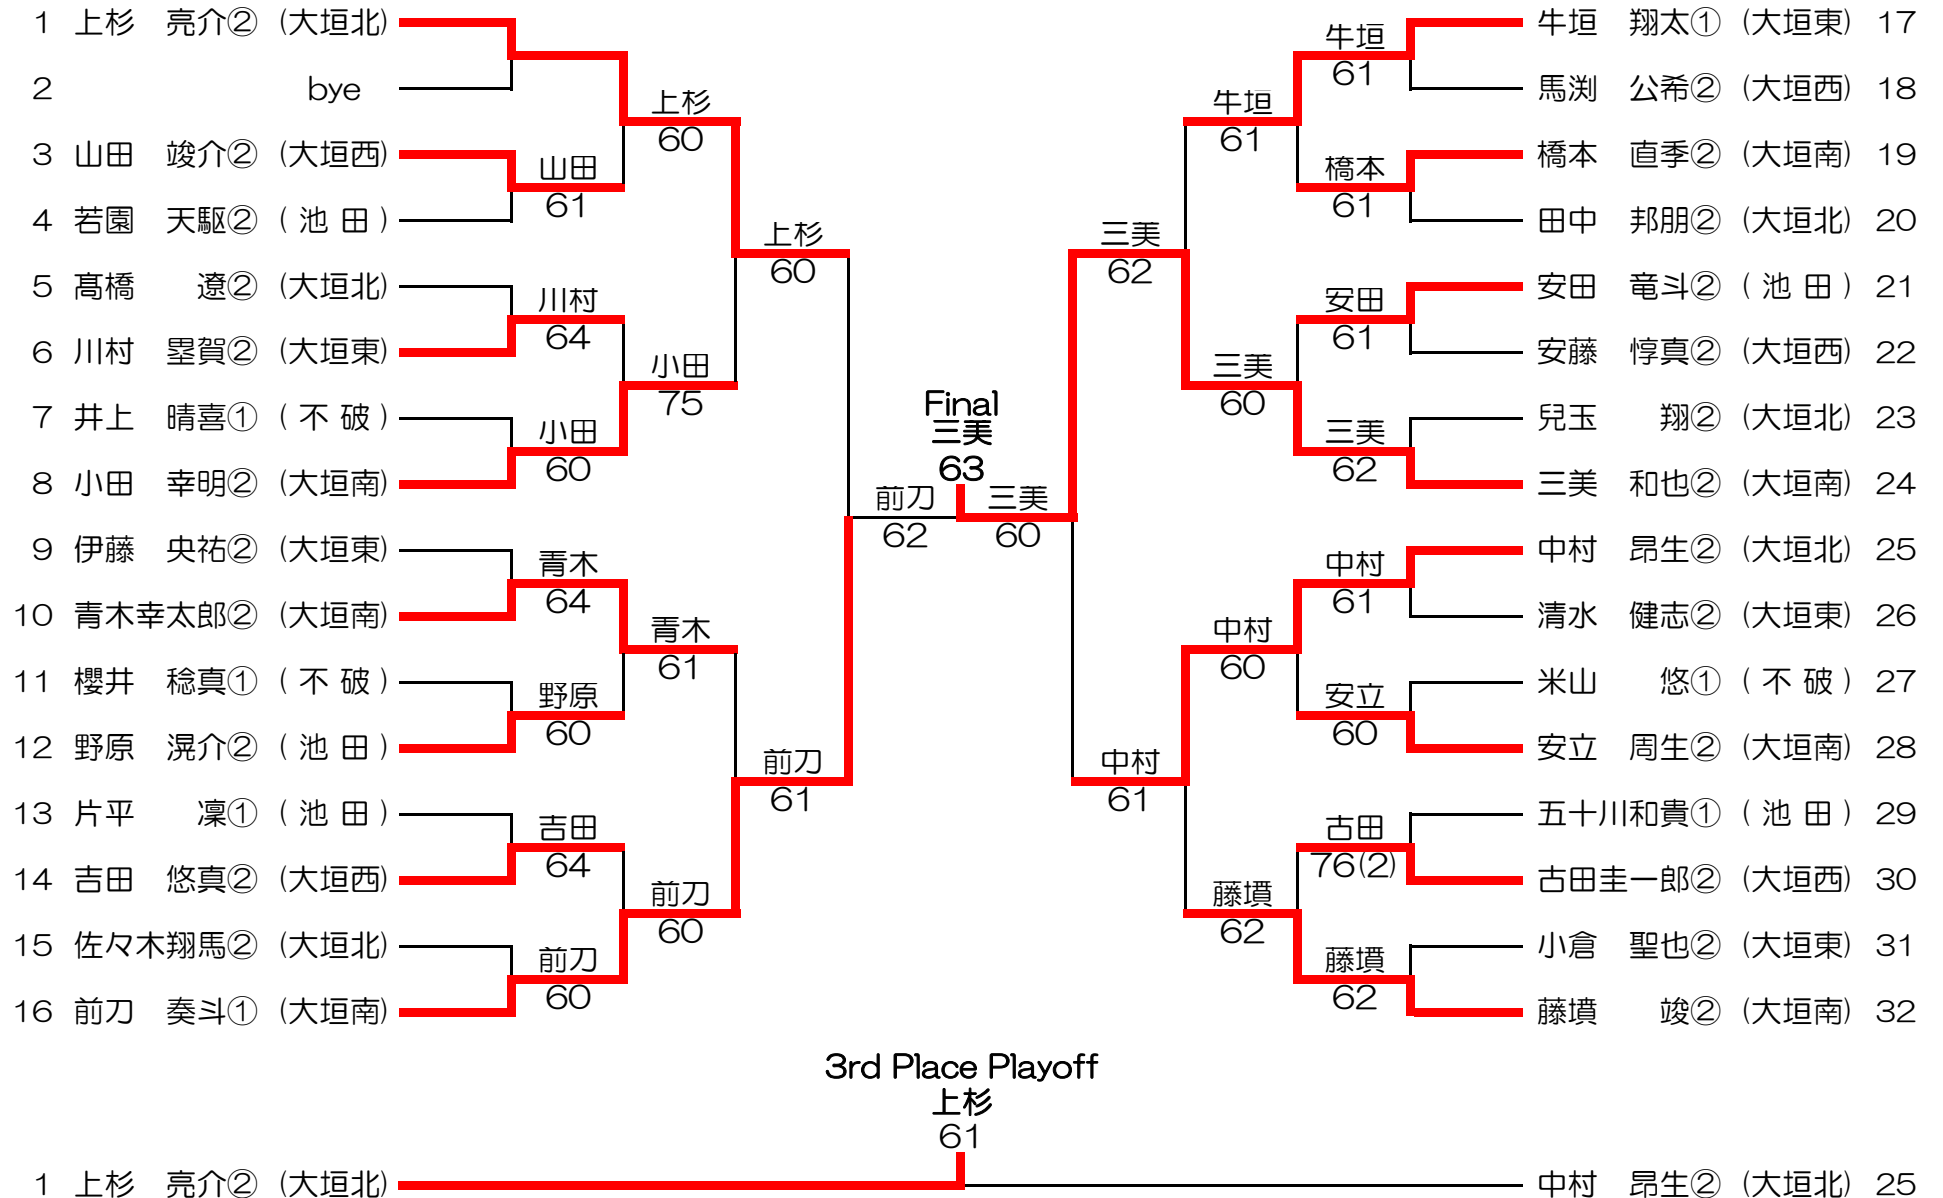 1 上杉 亮介② (大垣北)
2 bye
3 山田 竣介② (大垣西)
4 若園 天駆② (池田)
5 髙橋 遼② (大垣北)
6 川村 塁賀② (大垣東)
7 井上 晴喜① (不破)
8 小田 幸明② (大垣南)
9 伊藤 央祐② (大垣東)
10 青木幸太郎② (大垣南)
11 櫻井 稔真① (不破)
12 野原 滉介② (池田)
13 片平 凜① (池田)
14 吉田 悠真② (大垣西)
15 佐々木翔馬② (大垣北)
16 前刀 奏斗① (大垣南)
山田
61
川村
64
小田
60
青木
64
野原
60
吉田
64
前刀
60
上杉
60
小田
75
青木
61
前刀
60
上杉
60
前刀
61
前刀
62
Final
三美
63
三美
60
三美
62
中村
61
牛垣
61
三美
60
中村
60
藤墳
62
牛垣
61
橋本
61
安田
61
三美
62
中村
61
安立
60
古田
76(2)
藤墳
62
牛垣 翔太① (大垣東) 17
馬渕 公希② (大垣西) 18
橋本 直季② (大垣南) 19
田中 邦朋② (大垣北) 20
安田 竜斗② (池田) 21
安藤 惇真② (大垣西) 22
兒玉 翔② (大垣北) 23
三美 和也② (大垣南) 24
中村 昂生② (大垣北) 25
清水 健志② (大垣東) 26
米山 悠① (不破) 27
安立 周生② (大垣南) 28
五十川和貴① (池田) 29
古田圭一郎② (大垣西) 30
小倉 聖也② (大垣東) 31
藤墳 竣② (大垣南) 32
3rd Place Playoff
上杉
61
1 上杉 亮介② (大垣北)
中村 昂生② (大垣北) 25